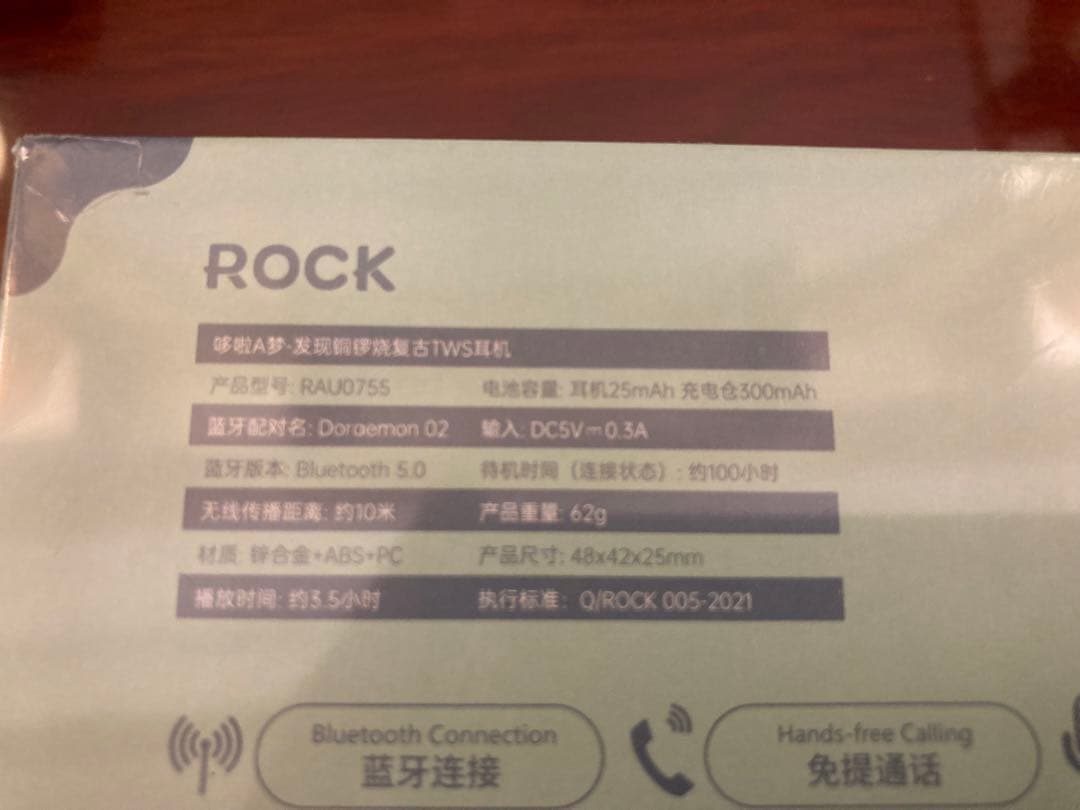 ROCK
哆啦A梦-发现铜锣烧复古TWS耳机
产品型号: RAU0755 电池容量: 耳机25mAh 充电仓300mAh
蓝牙配对名: Doraemon 02 输入: DC5V⎓0.3A
蓝牙版本: Bluetooth 5.0 待机时间（连接状态）: 约100小时
无线传播距离: 约10米 产品重量: 62g
材质: 锌合金+ABS+PC 产品尺寸: 48x42x25mm
播放时间: 约3.5小时 执行标准: Q/ROCK 005-2021
Bluetooth Connection Hands-free Calling
蓝牙连接 免提通话